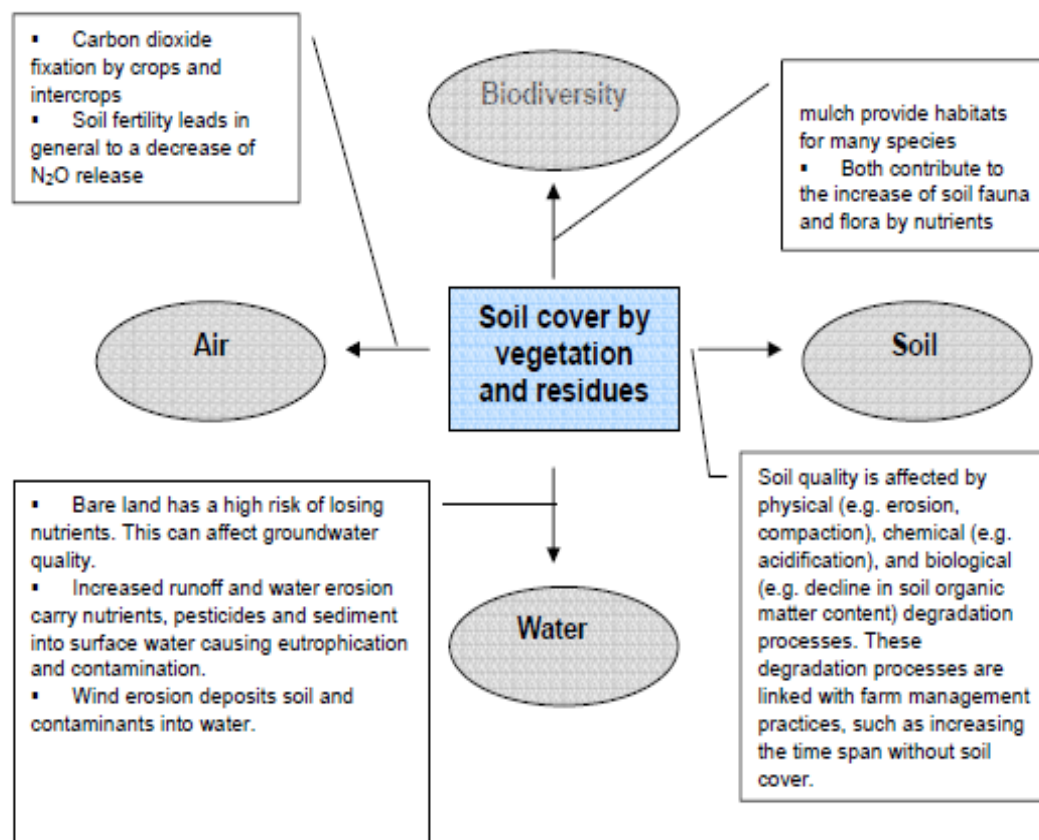 ▪ Carbon dioxide
fixation by crops and
intercrops
▪ Soil fertility leads in
general to a decrease of
N₂O release
Biodiversity
mulch provide habitats
for many species
▪ Both contribute to
the increase of soil fauna
and flora by nutrients
Air
Soil cover by
vegetation
and residues
Soil
▪ Bare land has a high risk of losing
nutrients. This can affect groundwater
quality.
▪ Increased runoff and water erosion
carry nutrients, pesticides and sediment
into surface water causing eutrophication
and contamination.
▪ Wind erosion deposits soil and
contaminants into water.
Water
Soil quality is affected by
physical (e.g. erosion,
compaction), chemical (e.g.
acidification), and biological
(e.g. decline in soil organic
matter content) degradation
processes. These
degradation processes are
linked with farm management
practices, such as increasing
the time span without soil
cover.